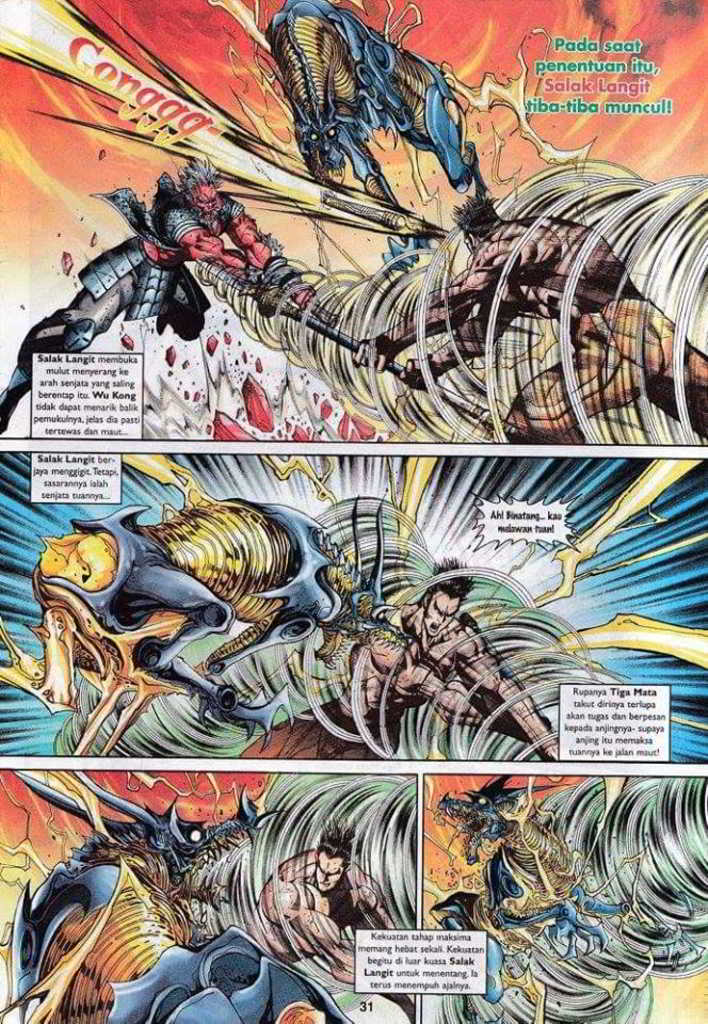 Pada saat
penentuan itu,
Salak Langit
tiba-tiba muncul!
Conggg-
Salak Langit membuka
mulut menyerang ke
arah senjata yang saling
berentap itu. Wu Kong
tidak dapat menarik balik
pemukulnya, jelas dia pasti
tertewas dan maut...
Salak Langit ber-
jaya menggigit. Tetapi,
sasarannya ialah
senjata tuannya...
Ah! Binatang... kau
melawan tuan!
Rupanya Tiga Mata
takut dirinya terlupa
akan tugas dan berpesan
kepada anjingnya- supaya
anjing itu memaksa
tuannya ke jalan maut!
Kekuatan tahap maksima
memang hebat sekali. Kekuatan
begitu di luar kuasa Salak
Langit untuk menentang. Ia
terus menempuh ajalnya.
31